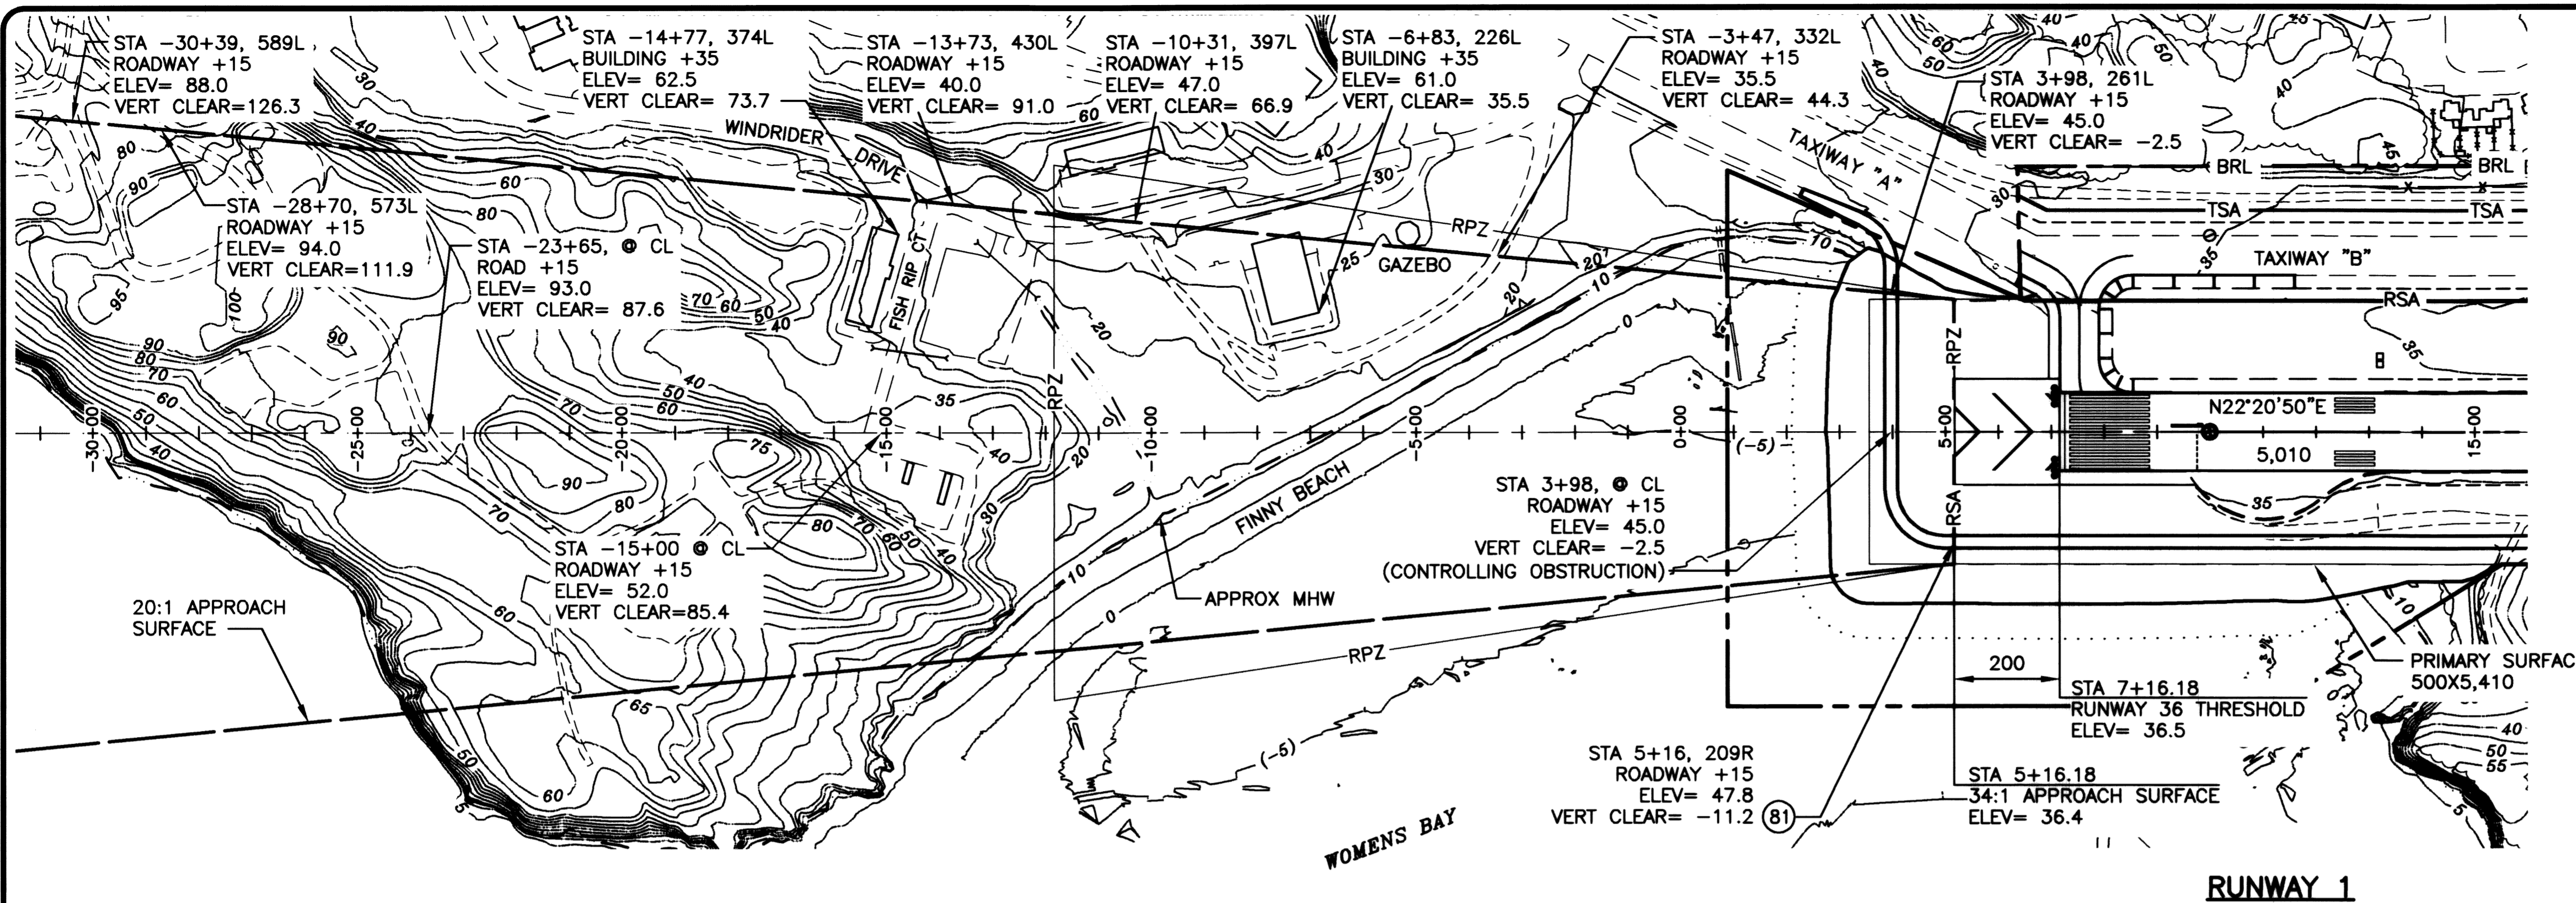 STA -30+39, 589L
ROADWAY +15
ELEV= 88.0
VERT CLEAR=126.3
STA -14+77, 374L
BUILDING +35
ELEV= 62.5
VERT CLEAR= 73.7
STA -13+73, 430L
ROADWAY +15
ELEV= 40.0
VERT CLEAR= 91.0
STA -10+31, 397L
ROADWAY +15
ELEV= 47.0
VERT CLEAR= 66.9
STA -6+83, 226L
BUILDING +35
ELEV= 61.0
VERT CLEAR= 35.5
STA -3+47, 332L
ROADWAY +15
ELEV= 35.5
VERT CLEAR= 44.3
STA 3+98, 261L
ROADWAY +15
ELEV= 45.0
VERT CLEAR= -2.5
WINDRIDER DRIVE
TAXIWAY "A"
BRL
BRL
TSA
TSA
TAXIWAY "B"
RSA
STA -28+70, 573L
ROADWAY +15
ELEV= 94.0
VERT CLEAR=111.9
STA -23+65, @ CL
ROAD +15
ELEV= 93.0
VERT CLEAR= 87.6
FISH RIP CT
RPZ
GAZEBO
RPZ
RPZ
-30+00
-25+00
-20+00
-15+00
-10+00
-5+00
0+00
(-5)
5+00
15+00
N22°20'50"E
5,010
FINNY BEACH
STA 3+98, @ CL
ROADWAY +15
ELEV= 45.0
VERT CLEAR= -2.5
(CONTROLLING OBSTRUCTION)
RSA
STA -15+00 @ CL
ROADWAY +15
ELEV= 52.0
VERT CLEAR=85.4
APPROX MHW
20:1 APPROACH
SURFACE
RPZ
(-5)
200
PRIMARY SURFAC
500X5,410
STA 7+16.18
RUNWAY 36 THRESHOLD
ELEV= 36.5
STA 5+16, 209R
ROADWAY +15
ELEV= 47.8
VERT CLEAR= -11.2
81
STA 5+16.18
34:1 APPROACH SURFACE
ELEV= 36.4
WOMENS BAY
RUNWAY 1